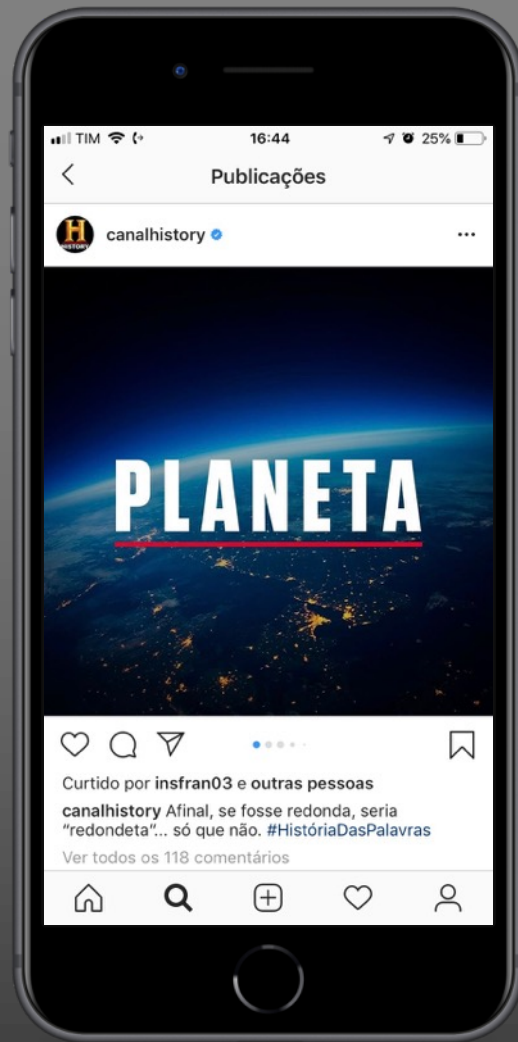 TIM 16:44 25%
Publicações
H HISTORY canalhistory
PLANETA
Curtido por insfran03 e outras pessoas
canalhistory Afinal, se fosse redonda, seria
"redondeta"... só que não. #HistóriaDasPalavras
Ver todos os 118 comentários